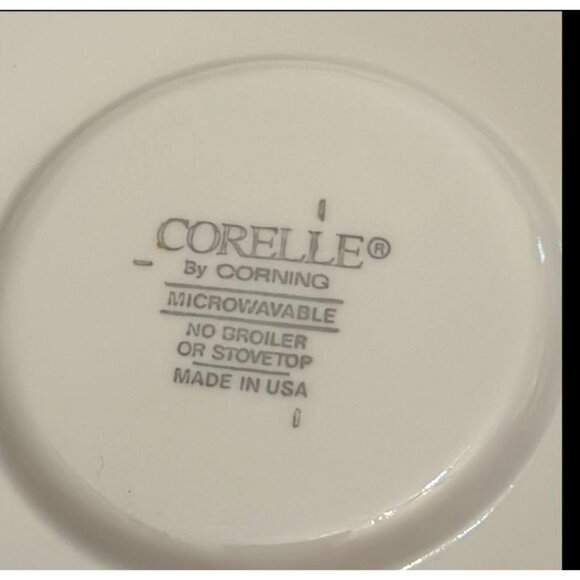 CORELLE®
By CORNING
MICROWAVABLE
NO BROILER
OR STOVETOP
MADE IN USA